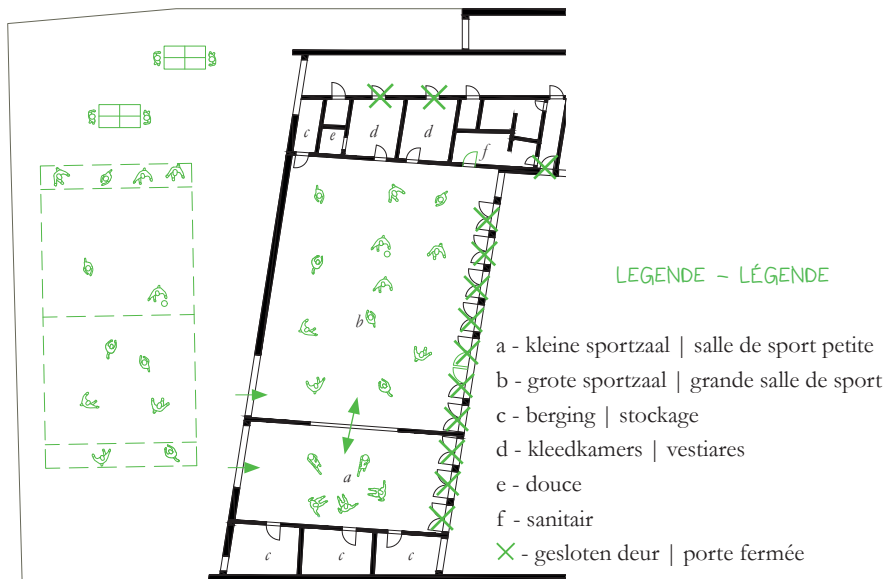 c
e
d
d
f
b
a
c
c
c
LEGENDE – LÉGENDE
a - kleine sportzaal | salle de sport petite
b - grote sportzaal | grande salle de sport
c - berging | stockage
d - kleedkamers | vestiares
e - douce
f - sanitair
- gesloten deur | porte fermée